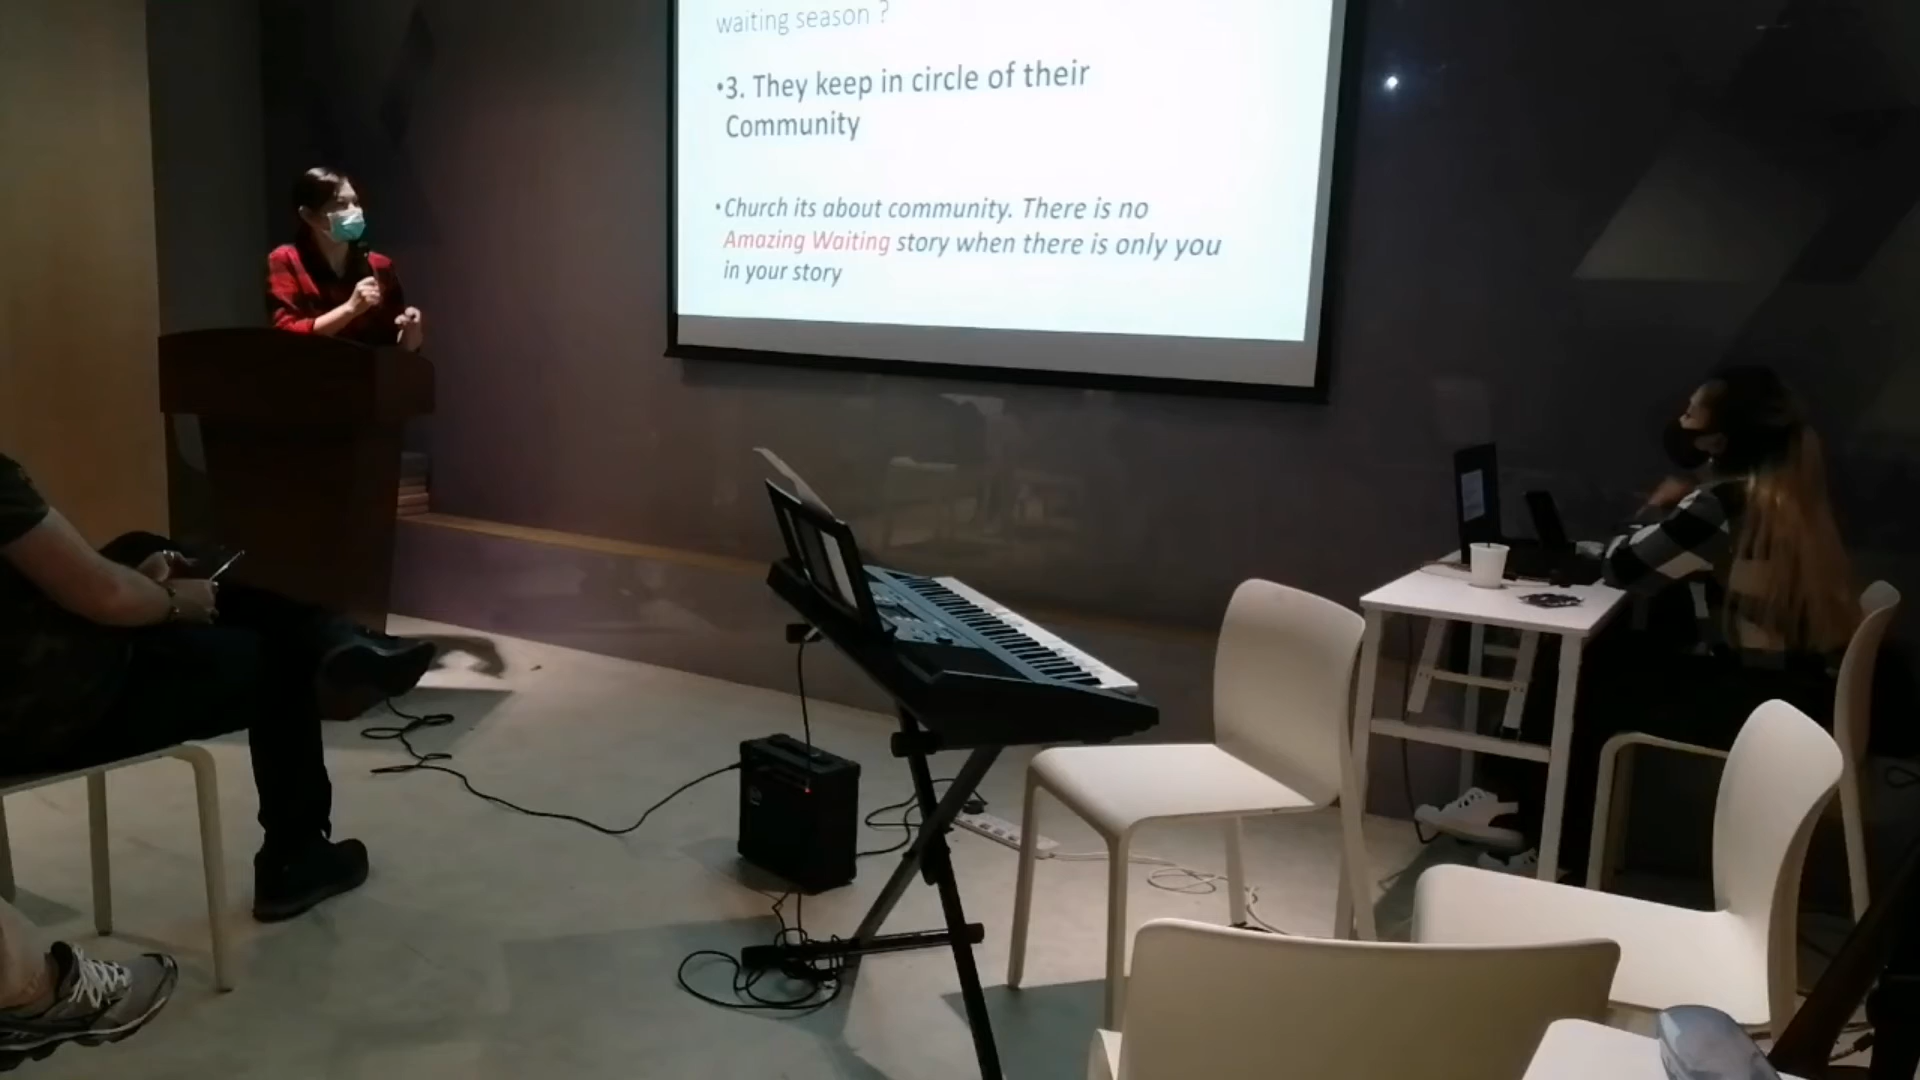 waiting season ?
•3. They keep in circle of their
Community
•Church its about community. There is no
Amazing Waiting story when there is only you
in your story